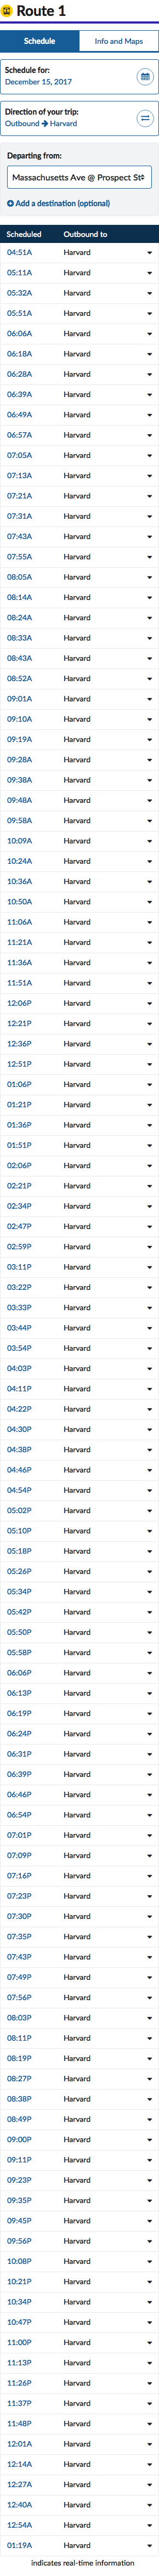 Route 1
Schedule Info and Maps
Schedule for:
December 15, 2017
Direction of your trip:
Outbound → Harvard
Departing from:
Massachusetts Ave @ Prospect St
Add a destination (optional)
Scheduled Outbound to
04:51A Harvard
05:11A Harvard
05:32A Harvard
05:51A Harvard
06:06A Harvard
06:18A Harvard
06:28A Harvard
06:39A Harvard
06:49A Harvard
06:57A Harvard
07:05A Harvard
07:13A Harvard
07:21A Harvard
07:31A Harvard
07:43A Harvard
07:55A Harvard
08:05A Harvard
08:14A Harvard
08:24A Harvard
08:33A Harvard
08:43A Harvard
08:52A Harvard
09:01A Harvard
09:10A Harvard
09:19A Harvard
09:28A Harvard
09:38A Harvard
09:48A Harvard
09:58A Harvard
10:09A Harvard
10:24A Harvard
10:36A Harvard
10:50A Harvard
11:06A Harvard
11:21A Harvard
11:36A Harvard
11:51A Harvard
12:06P Harvard
12:21P Harvard
12:36P Harvard
12:51P Harvard
01:06P Harvard
01:21P Harvard
01:36P Harvard
01:51P Harvard
02:06P Harvard
02:21P Harvard
02:34P Harvard
02:47P Harvard
02:59P Harvard
03:11P Harvard
03:22P Harvard
03:33P Harvard
03:44P Harvard
03:54P Harvard
04:03P Harvard
04:11P Harvard
04:22P Harvard
04:30P Harvard
04:38P Harvard
04:46P Harvard
04:54P Harvard
05:02P Harvard
05:10P Harvard
05:18P Harvard
05:26P Harvard
05:34P Harvard
05:42P Harvard
05:50P Harvard
05:58P Harvard
06:06P Harvard
06:13P Harvard
06:19P Harvard
06:24P Harvard
06:31P Harvard
06:39P Harvard
06:46P Harvard
06:54P Harvard
07:01P Harvard
07:09P Harvard
07:16P Harvard
07:23P Harvard
07:30P Harvard
07:35P Harvard
07:43P Harvard
07:49P Harvard
07:56P Harvard
08:03P Harvard
08:11P Harvard
08:19P Harvard
08:27P Harvard
08:38P Harvard
08:49P Harvard
09:00P Harvard
09:11P Harvard
09:23P Harvard
09:35P Harvard
09:45P Harvard
09:56P Harvard
10:08P Harvard
10:21P Harvard
10:34P Harvard
10:47P Harvard
11:00P Harvard
11:13P Harvard
11:26P Harvard
11:37P Harvard
11:48P Harvard
12:01A Harvard
12:14A Harvard
12:27A Harvard
12:40A Harvard
12:54A Harvard
01:19A Harvard
indicates real-time information